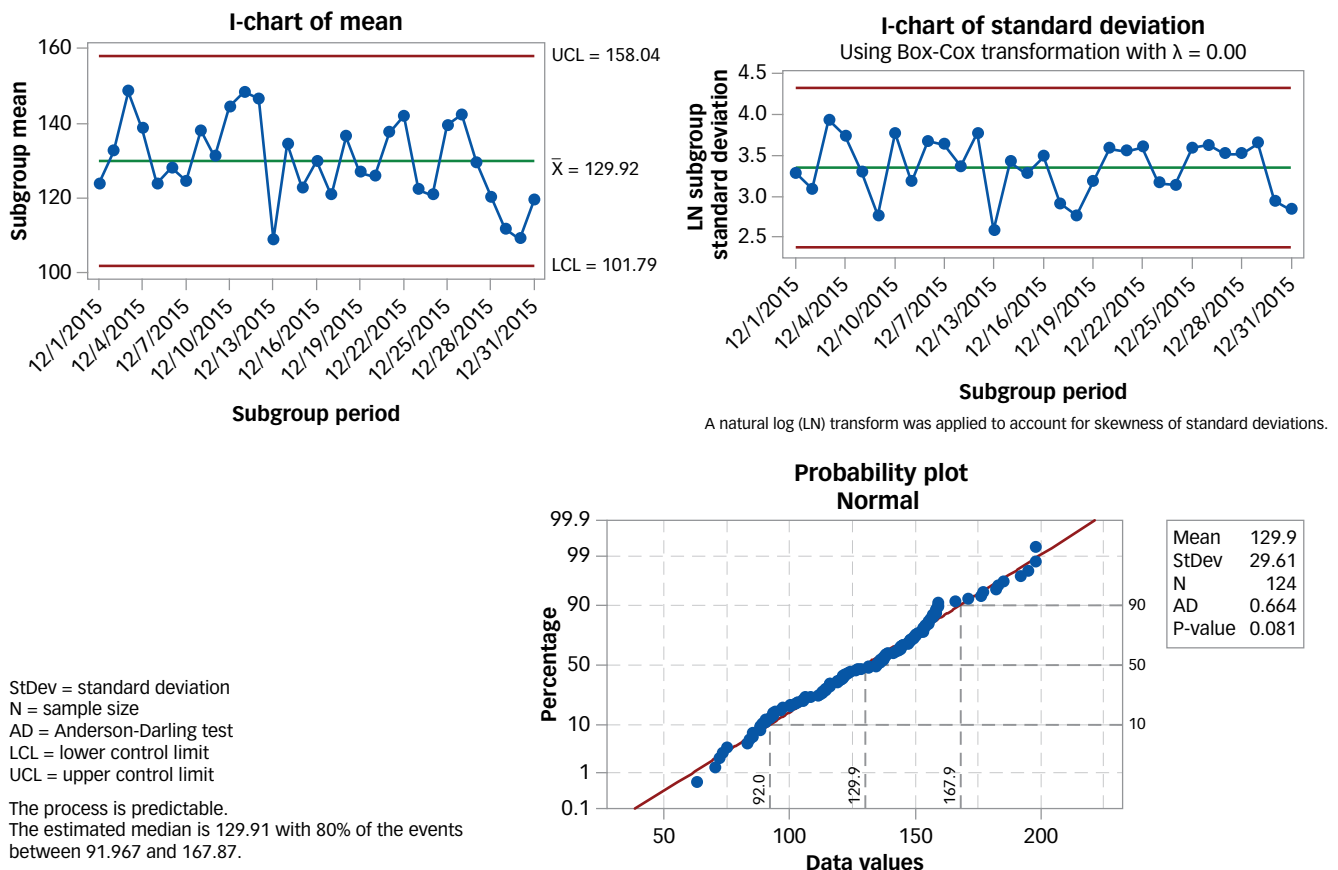 I-chart of mean
160
140
120
100
Subgroup mean
UCL = 158.04
X̄ = 129.92
LCL = 101.79
12/1/2015
12/4/2015
12/7/2015
12/10/2015
12/13/2015
12/16/2015
12/19/2015
12/22/2015
12/25/2015
12/28/2015
12/31/2015
Subgroup period
I-chart of standard deviation
Using Box-Cox transformation with λ = 0.00
4.5
4.0
3.5
3.0
2.5
LN subgroup
standard deviation
12/1/2015
12/4/2015
12/10/2015
12/7/2015
12/13/2015
12/16/2015
12/19/2015
12/22/2015
12/25/2015
12/28/2015
12/31/2015
Subgroup period
A natural log (LN) transform was applied to account for skewness of standard deviations.
Probability plot
Normal
99.9
99
90
50
10
1
0.1
Percentage
90
50
10
92.0
129.9
167.9
50
100
150
200
Data values
Mean 129.9
StDev 29.61
N 124
AD 0.664
P-value 0.081
StDev = standard deviation
N = sample size
AD = Anderson-Darling test
LCL = lower control limit
UCL = upper control limit
The process is predictable.
The estimated median is 129.91 with 80% of the events
between 91.967 and 167.87.